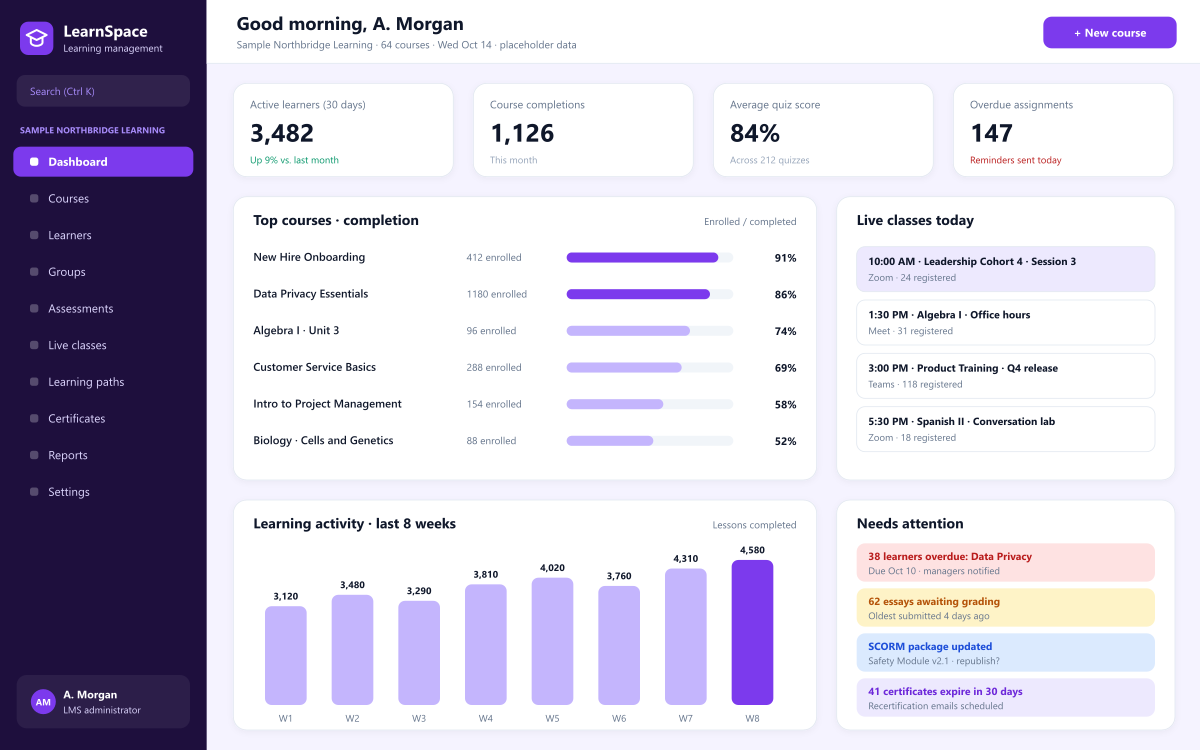 LearnSpace
Learning management
Search (Ctrl K)
SAMPLE NORTHBRIDGE LEARNING
Dashboard
Courses
Learners
Groups
Assessments
Live classes
Learning paths
Certificates
Reports
Settings
AM
A. Morgan
LMS administrator
Good morning, A. Morgan
Sample Northbridge Learning · 64 courses · Wed Oct 14 · placeholder data
+ New course
Active learners (30 days)
3,482
Up 9% vs. last month
Course completions
1,126
This month
Average quiz score
84%
Across 212 quizzes
Overdue assignments
147
Reminders sent today
Top courses · completion
Enrolled / completed
New Hire Onboarding 412 enrolled 91%
Data Privacy Essentials 1180 enrolled 86%
Algebra I · Unit 3 96 enrolled 74%
Customer Service Basics 288 enrolled 69%
Intro to Project Management 154 enrolled 58%
Biology · Cells and Genetics 88 enrolled 52%
Live classes today
10:00 AM · Leadership Cohort 4 · Session 3
Zoom · 24 registered
1:30 PM · Algebra I · Office hours
Meet · 31 registered
3:00 PM · Product Training · Q4 release
Teams · 118 registered
5:30 PM · Spanish II · Conversation lab
Zoom · 18 registered
Learning activity · last 8 weeks
Lessons completed
3,120 3,480 3,290 3,810 4,020 3,760 4,310 4,580
W1 W2 W3 W4 W5 W6 W7 W8
Needs attention
38 learners overdue: Data Privacy
Due Oct 10 · managers notified
62 essays awaiting grading
Oldest submitted 4 days ago
SCORM package updated
Safety Module v2.1 · republish?
41 certificates expire in 30 days
Recertification emails scheduled